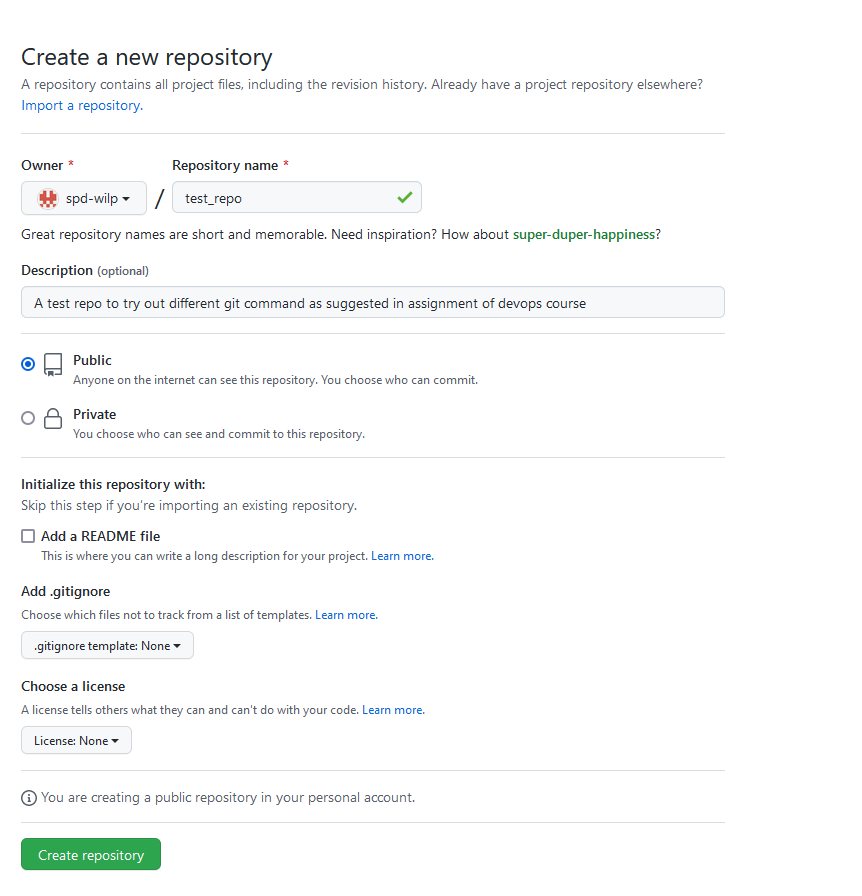 Create a new repository
A repository contains all project files, including the revision history. Already have a project repository elsewhere?
Import a repository.
Owner * Repository name *
spd-wilp / test_repo
Great repository names are short and memorable. Need inspiration? How about super-duper-happiness?
Description (optional)
A test repo to try out different git command as suggested in assignment of devops course
Public
Anyone on the internet can see this repository. You choose who can commit.
Private
You choose who can see and commit to this repository.
Initialize this repository with:
Skip this step if you're importing an existing repository.
Add a README file
This is where you can write a long description for your project. Learn more.
Add .gitignore
Choose which files not to track from a list of templates. Learn more.
.gitignore template: None
Choose a license
A license tells others what they can and can't do with your code. Learn more.
License: None
You are creating a public repository in your personal account.
Create repository